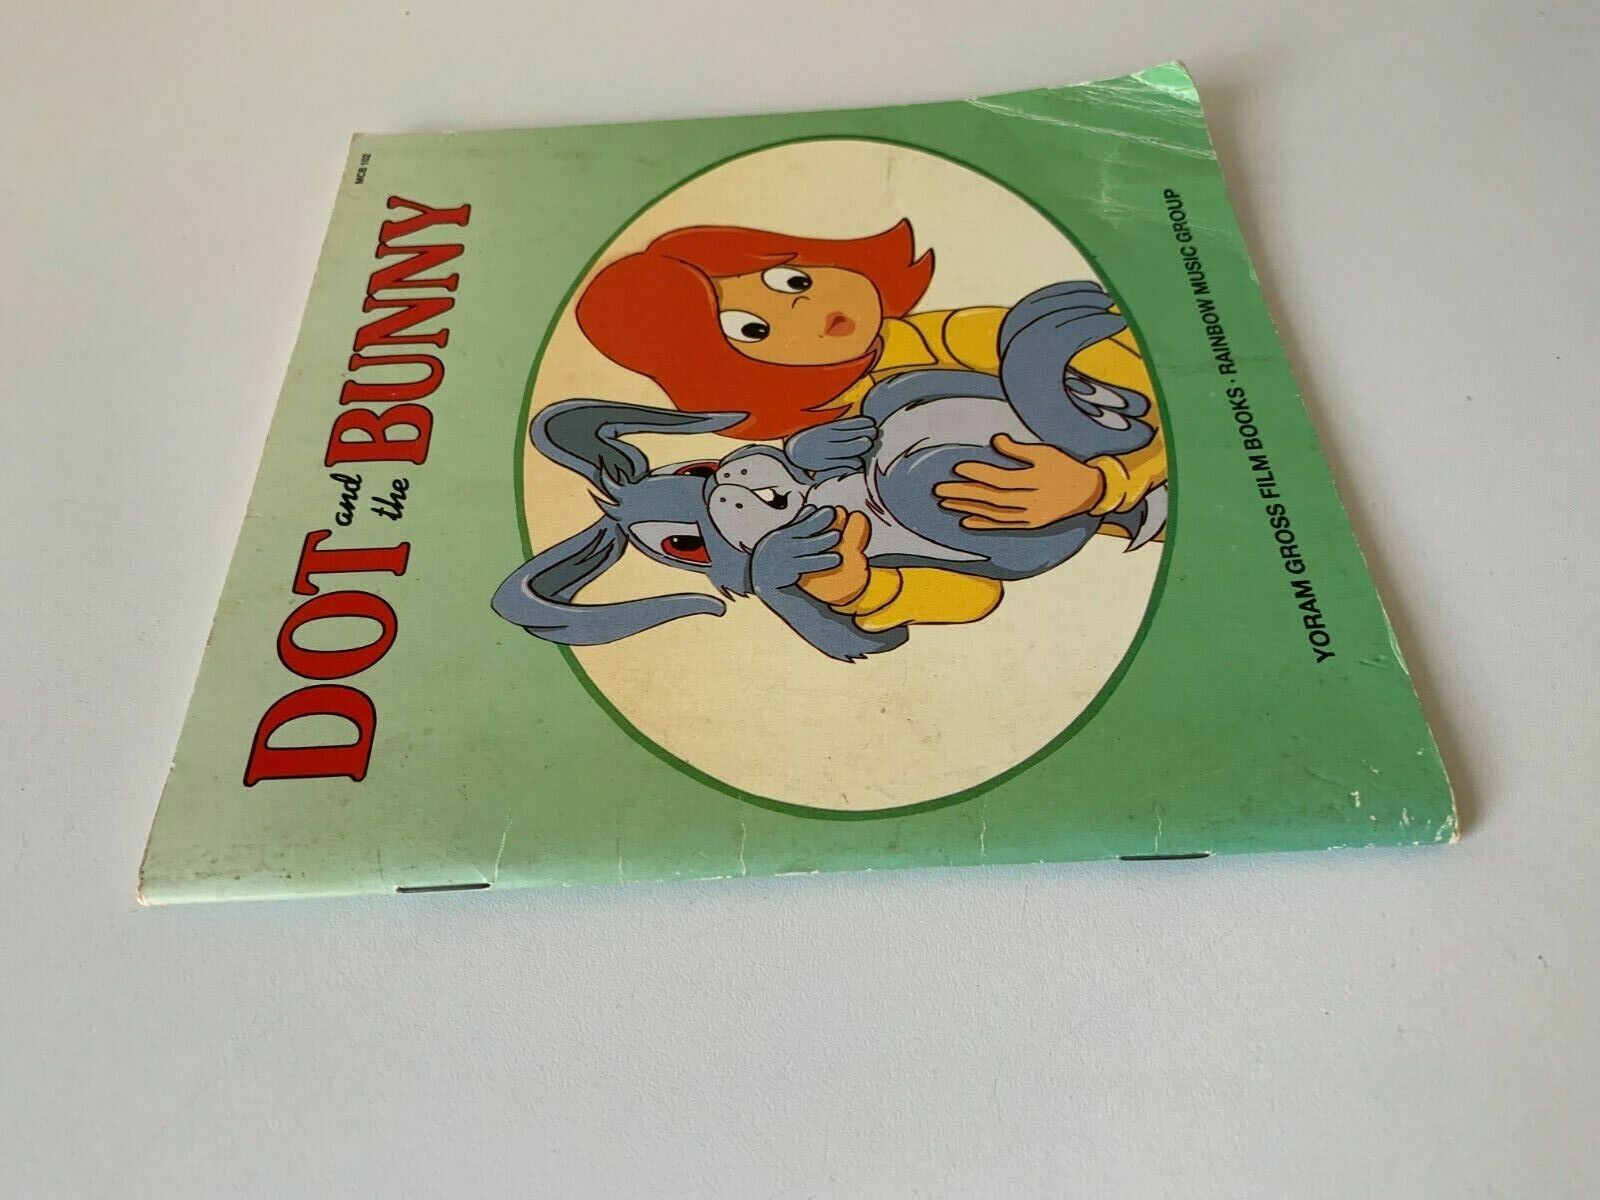 MCB 102
DOT and the BUNNY
YORAM GROSS FILM BOOKS · RAINBOW MUSIC GROUP